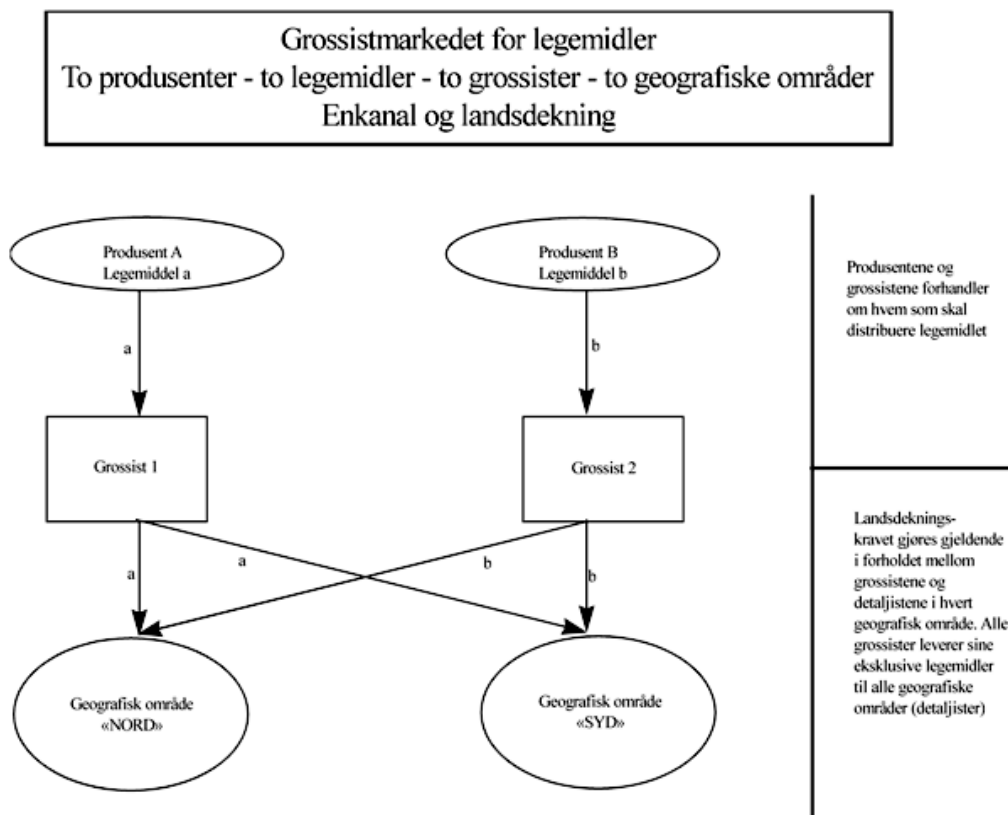 Grossistmarkedet for legemidler
To produsenter - to legemidler - to grossister - to geografiske områder
Enkanal og landsdekning
Produsent A
Legemiddel a
Produsent B
Legemiddel b
Produsentene og
grossistene forhandler
om hvem som skal
distribuere legemidlet
a
b
Grossist 1
Grossist 2
a
a
b
b
Landsdeknings-
kravet gjøres gjeldende
i forholdet mellom
grossistene og
detaljistene i hvert
geografisk område. Alle
grossister leverer sine
eksklusive legemidler
til alle geografiske
områder (detaljister)
Geografisk område
«NORD»
Geografisk område
«SYD»